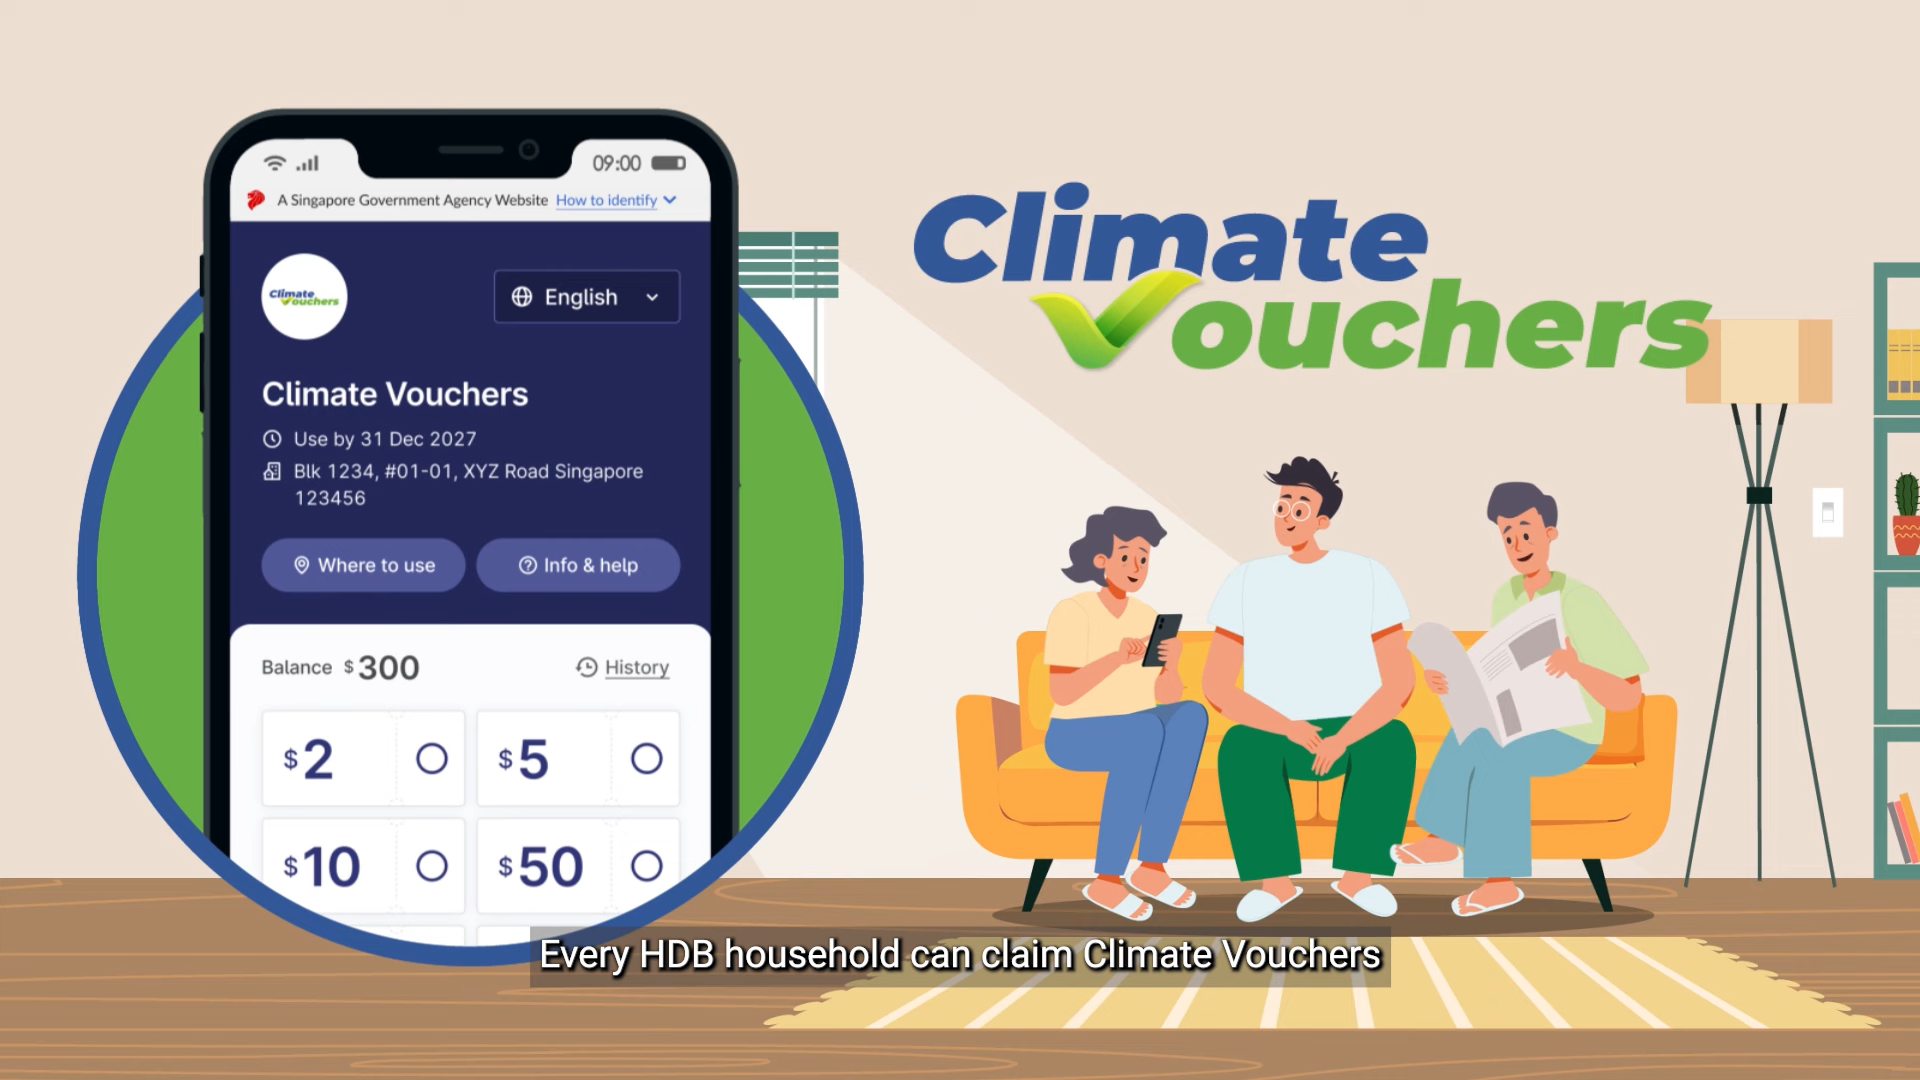 09:00
A Singapore Government Agency Website How to identify
Climate
Vouchers
English
Climate Vouchers
Use by 31 Dec 2027
Blk 1234, #01-01, XYZ Road Singapore
123456
Where to use
Info & help
Balance $300
History
$2
$5
$10
$50
Climate
Vouchers
Every HDB household can claim Climate Vouchers